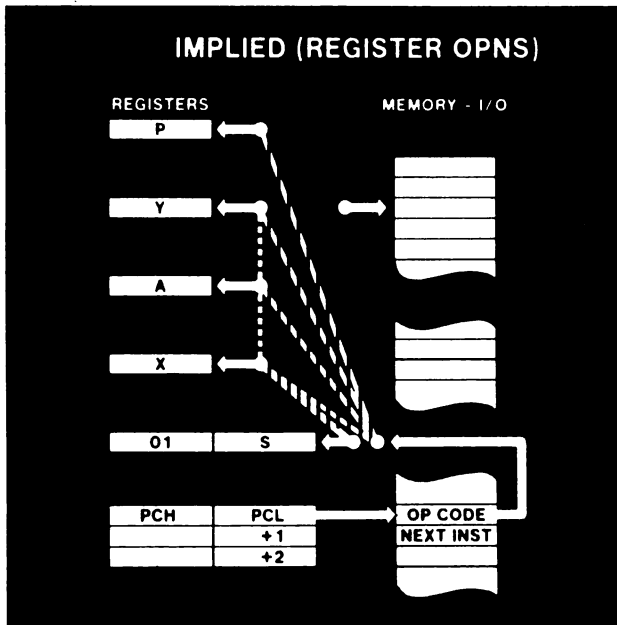 IMPLIED (REGISTER OPNS)
REGISTERS MEMORY - I/O
P
Y
A
X
01 S
PCH PCL OP CODE
+1 NEXT INST
+2